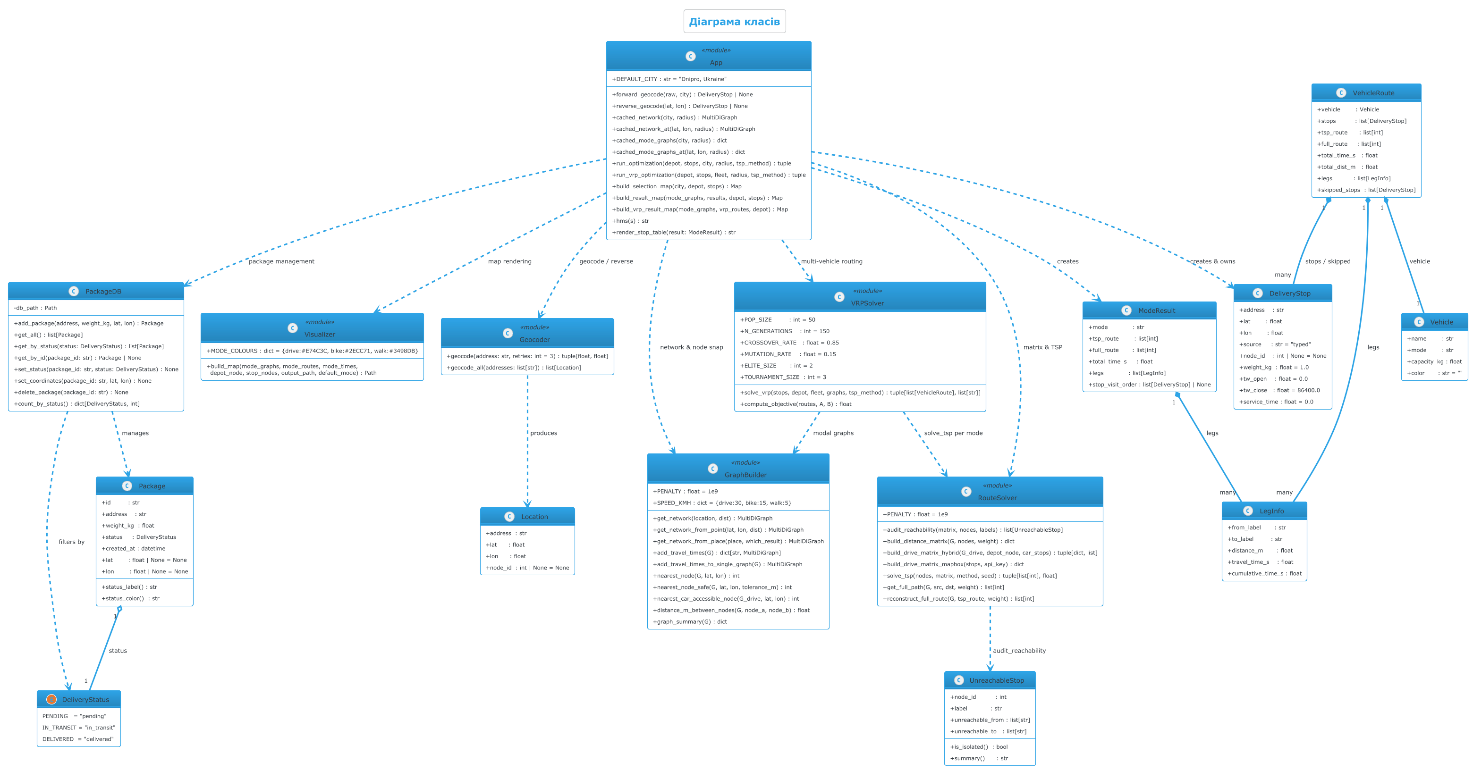 Діаграма класів
«module»
App
+DEFAULT_CITY : str = "Dnipro, Ukraine"
+forward_geocode(raw, city) : DeliveryStop | None
+reverse_geocode(lat, lon) : DeliveryStop | None
+cached_network(city, radius) : MultiDiGraph
+cached_network_at(lat, lon, radius) : MultiDiGraph
+cached_mode_graphs(city, radius) : dict
+cached_mode_graphs_at(lat, lon, radius) : dict
+run_optimization(depot, stops, city, radius, tsp_method) : tuple
+run_vrp_optimization(depot, stops, fleet, radius, tsp_method) : tuple
+build_selection_map(city, depot, stops) : Map
+build_result_map(mode_graphs, results, depot, stops) : Map
+build_vrp_result_map(mode_graphs, vrp_routes, depot) : Map
+hms(s) : str
+render_stop_table(result: ModeResult) : str
VehicleRoute
+vehicle : Vehicle
+stops : list[DeliveryStop]
+tsp_route : list[int]
+full_route : list[int]
+total_time_s : float
+total_dist_m : float
+legs : list[LegInfo]
+skipped_stops : list[DeliveryStop]
1
1
1
package management
map rendering
geocode / reverse
multi-vehicle routing
creates
creates & owns
stops / skipped
vehicle
many
1
PackageDB
-db_path : Path
+add_package(address, weight_kg, lat, lon) : Package
+get_all() : list[Package]
+get_by_status(status: DeliveryStatus) : list[Package]
+get_by_id(package_id: str) : Package | None
+set_status(package_id: str, status: DeliveryStatus) : None
+set_coordinates(package_id: str, lat, lon) : None
+delete_package(package_id: str) : None
+count_by_status() : dict[DeliveryStatus, int]
«module»
Visualizer
+MODE_COLOURS : dict = {drive:#E74C3C, bike:#2ECC71, walk:#3498DB}
+build_map(mode_graphs, mode_routes, mode_times,
depot_node, stop_nodes, output_path, default_mode) : Path
«module»
Geocoder
+geocode(address: str, retries: int = 3) : tuple[float, float]
+geocode_all(addresses: list[str]) : list[Location]
network & node snap
«module»
VRPSolver
+POP_SIZE : int = 50
+N_GENERATIONS : int = 150
+CROSSOVER_RATE : float = 0.85
+MUTATION_RATE : float = 0.15
+ELITE_SIZE : int = 2
+TOURNAMENT_SIZE : int = 3
+solve_vrp(stops, depot, fleet, graphs, tsp_method) : tuple[list[VehicleRoute], list[str]]
+compute_objective(routes, A, B) : float
matrix & TSP
ModeResult
+mode : str
+tsp_route : list[int]
+full_route : list[int]
+total_time_s : float
+legs : list[LegInfo]
+stop_visit_order : list[DeliveryStop] | None
1
DeliveryStop
+address : str
+lat : float
+lon : float
+source : str = "typed"
+node_id : int | None = None
+weight_kg : float = 1.0
+tw_open : float = 0.0
+tw_close : float = 86400.0
+service_time : float = 0.0
legs
Vehicle
+name : str
+mode : str
+capacity_kg : float
+color : str = ""
manages
produces
modal graphs
solve_tsp per mode
legs
many
many
filters by
Package
+id : str
+address : str
+weight_kg : float
+status : DeliveryStatus
+created_at : datetime
+lat : float | None = None
+lon : float | None = None
+status_label() : str
+status_color() : str
1
status
1
Location
+address : str
+lat : float
+lon : float
+node_id : int : None = None
«module»
GraphBuilder
+PENALTY : float = 1e9
+SPEED_KMH : dict = {drive:30, bike:15, walk:5}
+get_network(location, dist) : MultiDiGraph
+get_network_from_point(lat, lon, dist) : MultiDiGraph
+get_network_from_place(place, which_result) : MultiDiGraph
+add_travel_times(G) : dict[str, MultiDiGraph]
+add_travel_times_to_single_graph(G) : MultiDiGraph
+nearest_node(G, lat, lon) : int
+nearest_node_safe(G, lat, lon, tolerance_m) : int
+nearest_car_accessible_node(G_drive, lat, lon) : int
+distance_m_between_nodes(G, node_a, node_b) : float
+graph_summary(G) : dict
«module»
RouteSolver
+PENALTY : float = 1e9
+audit_reachability(matrix, nodes, labels) : list[UnreachableStop]
+build_distance_matrix(G, nodes, weight) : dict
+build_drive_matrix_hybrid(G_drive, depot_node, car_stops) : tuple[dict, list]
+build_drive_matrix_mapbox(stops, api_key) : dict
+solve_tsp(nodes, matrix, method, seed) : tuple[list[int], float]
+get_full_path(G, src, dst, weight) : list[int]
+reconstruct_full_route(G, tsp_route, weight) : list[int]
LegInfo
+from_label : str
+to_label : str
+distance_m : float
+travel_time_s : float
+cumulative_time_s : float
audit_reachability
DeliveryStatus
PENDING = "pending"
IN_TRANSIT = "in_transit"
DELIVERED = "delivered"
UnreachableStop
+node_id : int
+label : str
+unreachable_from : list[str]
+unreachable_to : list[str]
+is_isolated() : bool
+summary() : str